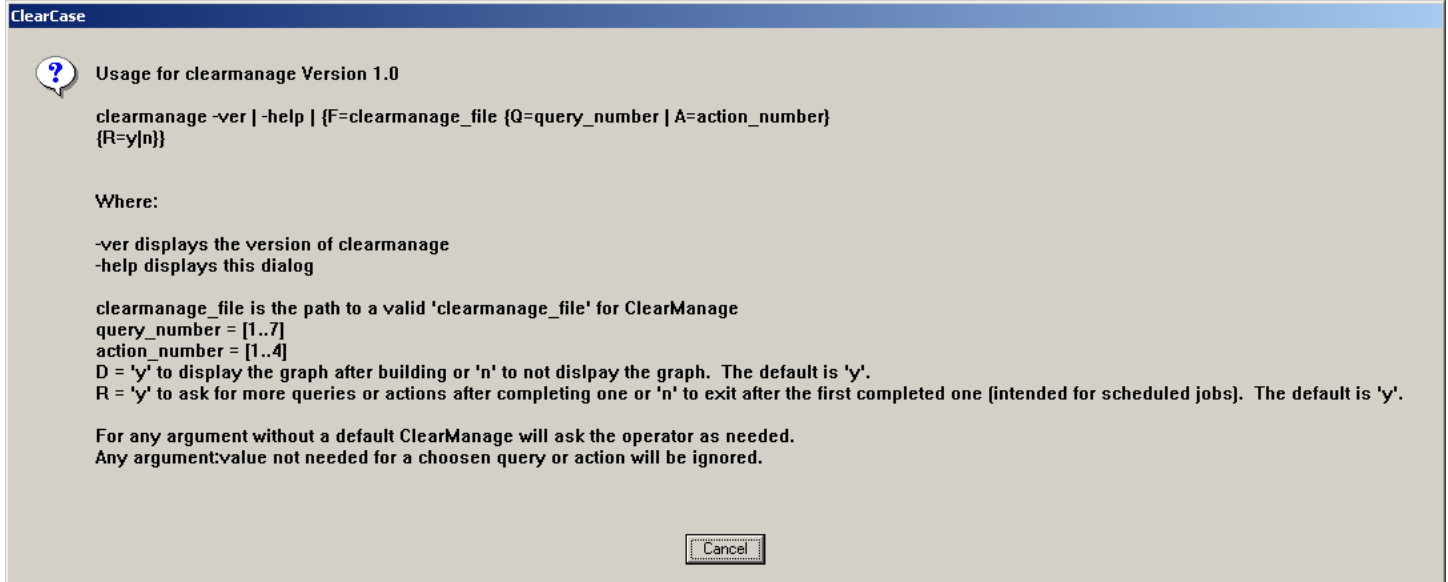 ClearCase
?
Usage for clearmanage Version 1.0
clearmanage -ver | -help | {F=clearmanage_file {Q=query_number | A=action_number}
{R=y|n}}
Where:
-ver displays the version of clearmanage
-help displays this dialog
clearmanage_file is the path to a valid 'clearmanage_file' for ClearManage
query_number = [1..7]
action_number = [1..4]
D = 'y' to display the graph after building or 'n' to not dislpay the graph.  The default is 'y'.
R = 'y' to ask for more queries or actions after completing one or 'n' to exit after the first completed one (intended for scheduled jobs).  The default is 'y'.
For any argument without a default ClearManage will ask the operator as needed.
Any argument:value not needed for a choosen query or action will be ignored.
Cancel